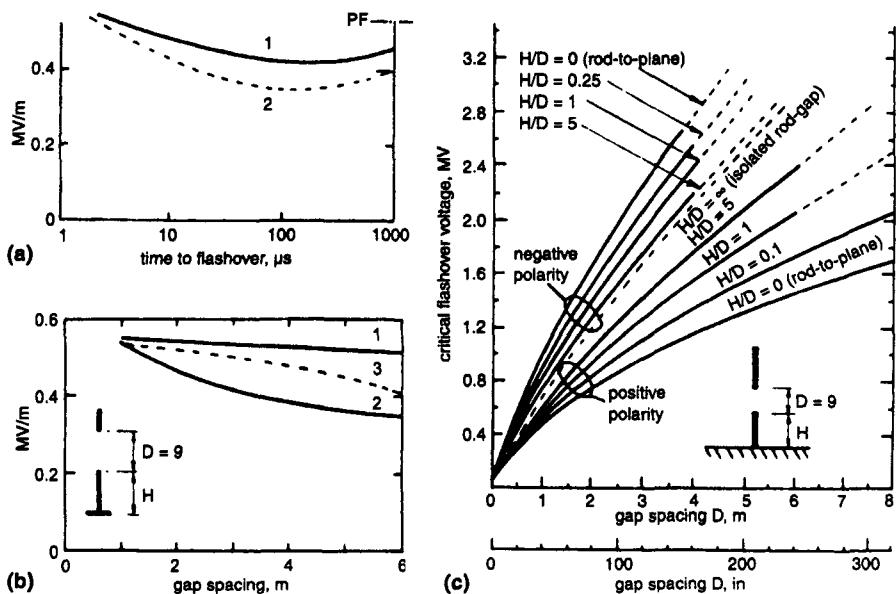 PF
1
2
0.4
0.2
0
MV/m
1 10 100 1000
time to flashover, µs
(a)
0.6
0.4
0.2
0
MV/m
1
3
2
D = 9
H
0 2 4 6
gap spacing, m
(b)
3.2
2.8
2.4
2.0
1.6
1.2
0.8
0.4
critical flashover voltage, MV
H/D = 0 (rod-to-plane)
H/D = 0.25
H/D = 1
H/D = 5
H/D = ∞ (isolated rod-gap)
H/D = 5
H/D = 1
H/D = 0.1
H/D = 0 (rod-to-plane)
negative
polarity
positive
polarity
D = 9
H
0 1 2 3 4 5 6 7 8
gap spacing D, m
0 100 200 300
gap spacing D, in
(c)